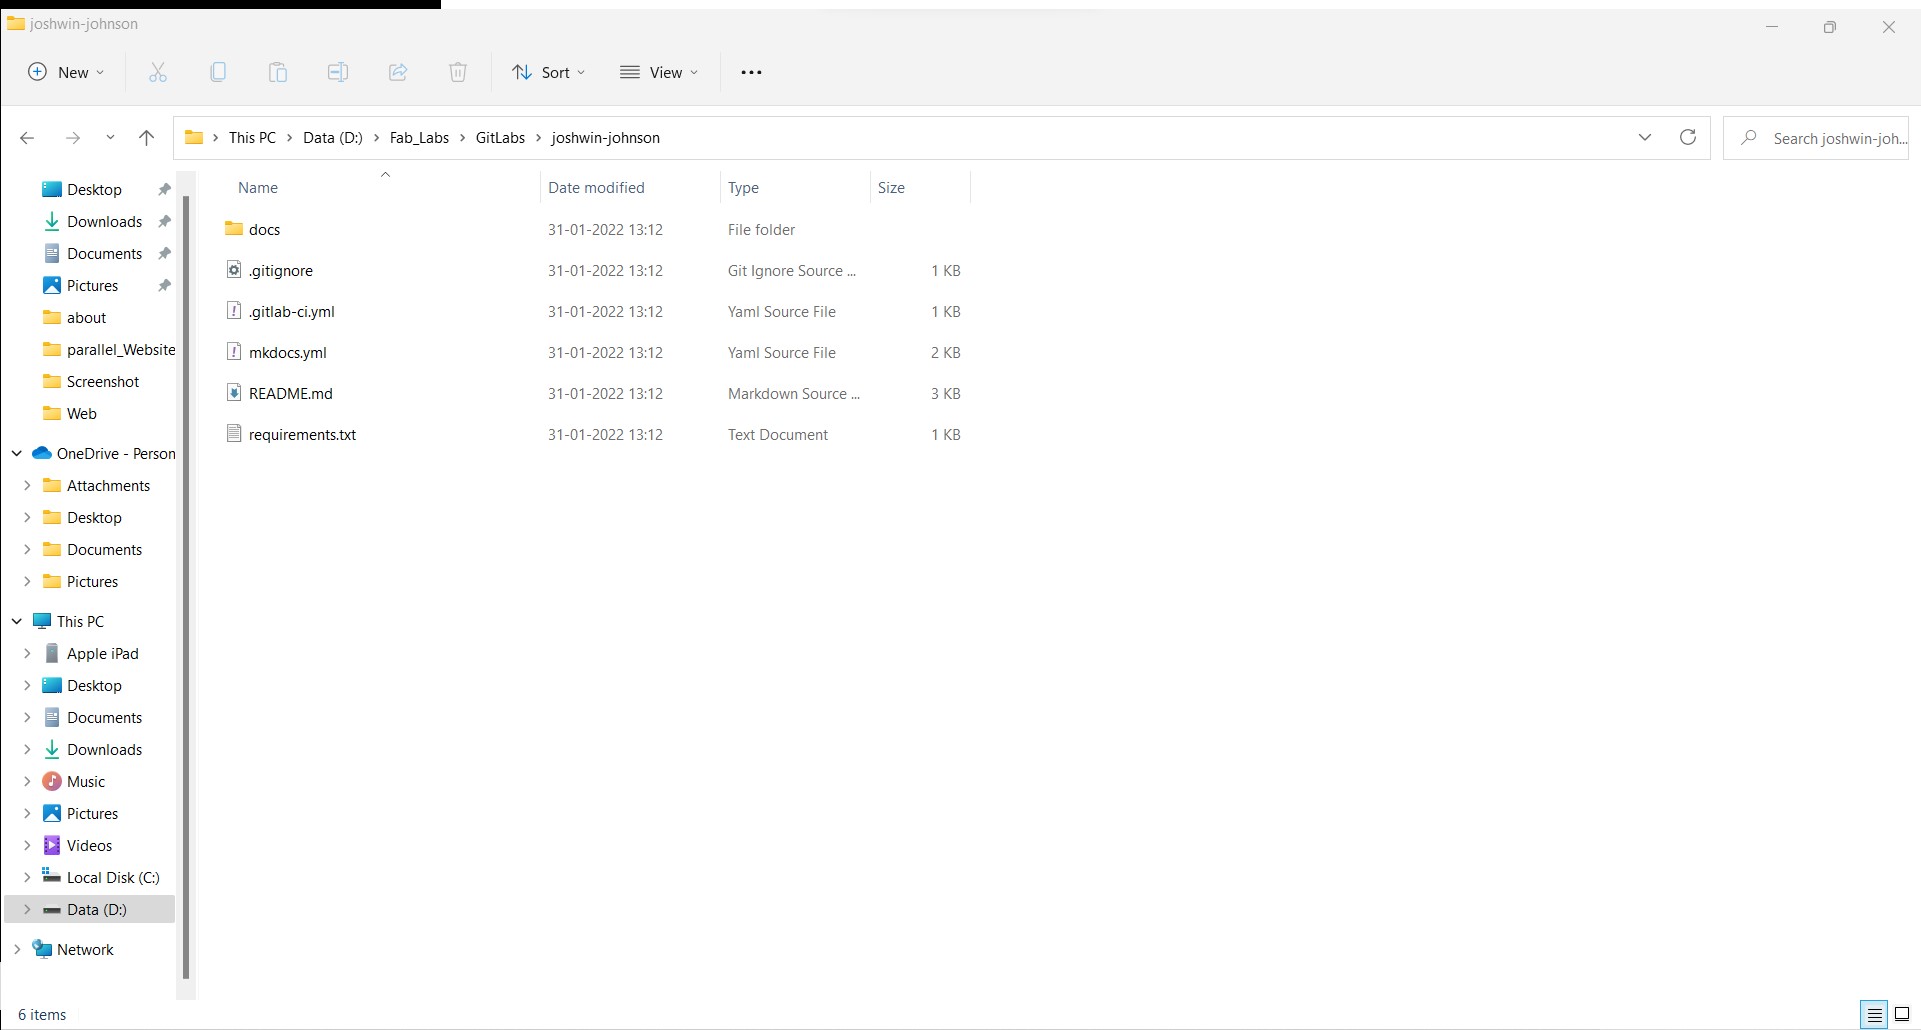 joshwin-johnson
New
Sort
View
This PC > Data (D:) > Fab_Labs > GitLabs > joshwin-johnson
Search joshwin-joh...
Name Date modified Type Size
docs 31-01-2022 13:12 File folder
.gitignore 31-01-2022 13:12 Git Ignore Source ... 1 KB
.gitlab-ci.yml 31-01-2022 13:12 Yaml Source File 1 KB
mkdocs.yml 31-01-2022 13:12 Yaml Source File 2 KB
README.md 31-01-2022 13:12 Markdown Source ... 3 KB
requirements.txt 31-01-2022 13:12 Text Document 1 KB
Desktop
Downloads
Documents
Pictures
about
parallel_Website
Screenshot
Web
OneDrive - Person
Attachments
Desktop
Documents
Pictures
This PC
Apple iPad
Desktop
Documents
Downloads
Music
Pictures
Videos
Local Disk (C:)
Data (D:)
Network
6 items